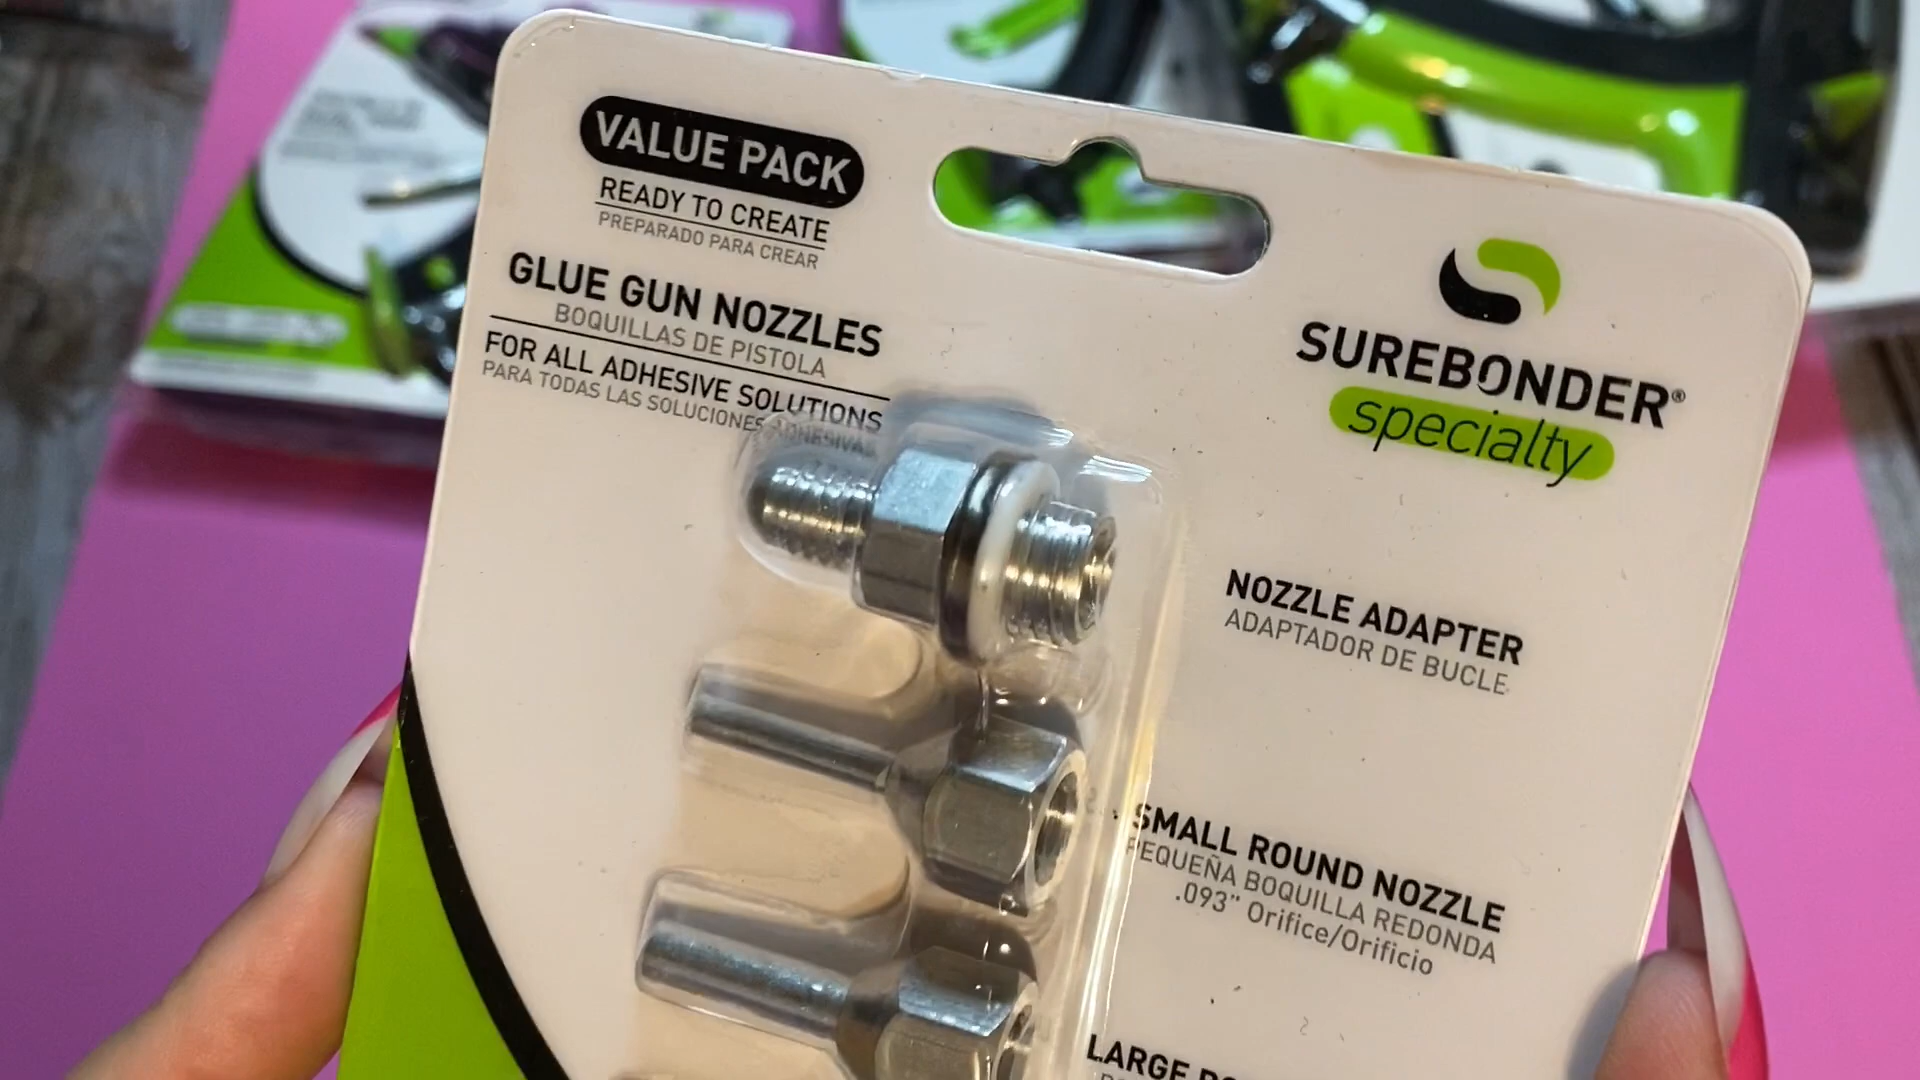 VALUE PACK
READY TO CREATE
PREPARADO PARA CREAR
GLUE GUN NOZZLES
BOQUILLAS DE PISTOLA
FOR ALL ADHESIVE SOLUTIONS
PARA TODAS LAS SOLUCIONES ADHESIVAS
SUREBONDER®
specialty
NOZZLE ADAPTER
ADAPTADOR DE BUCLE
SMALL ROUND NOZZLE
PEQUEÑA BOQUILLA REDONDA
.093" Orifice/Orificio
LARGE